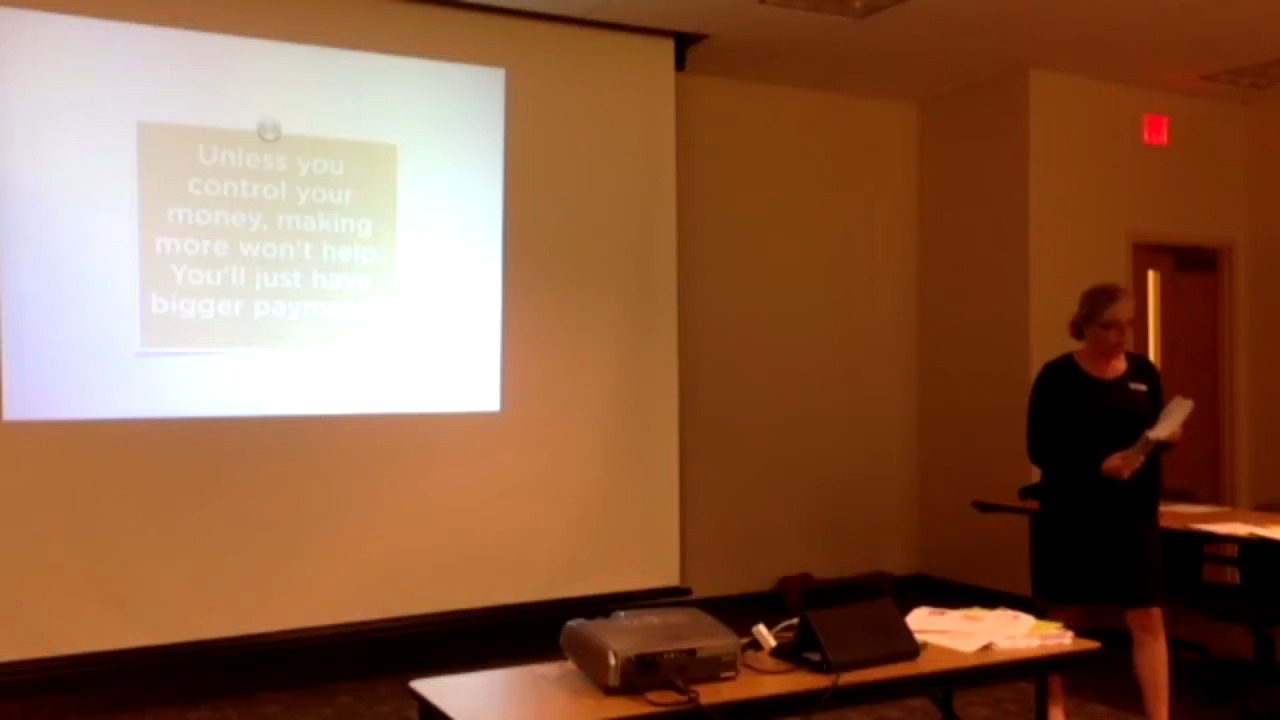 Unless you
control your
money, making
more won't help.
You'll just have
bigger